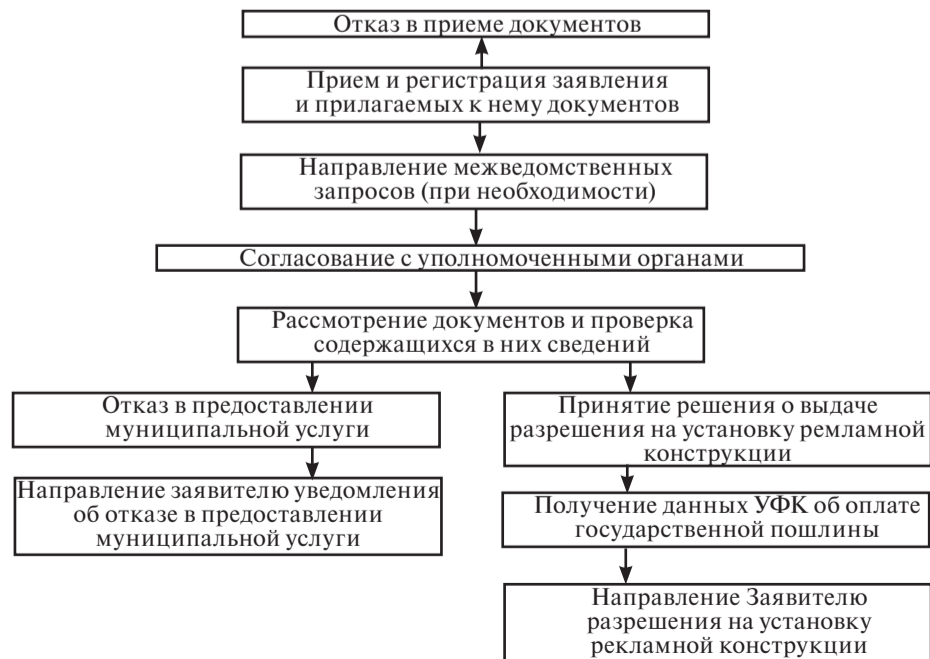 Отказ в приеме документов
Прием и регистрация заявления
и прилагаемых к нему документов
Направление межведомственных
запросов (при необходимости)
Согласование с уполномоченными органами
Рассмотрение документов и проверка
содержащихся в них сведений
Отказ в предоставлении
муниципальной услуги
Направление заявителю уведомления
об отказе в предоставлении
муниципальной услуги
Принятие решения о выдаче
разрешения на установку ремламной
конструкции
Получение данных УФК об оплате
государственной пошлины
Направление Заявителю
разрешения на установку
рекламной конструкции